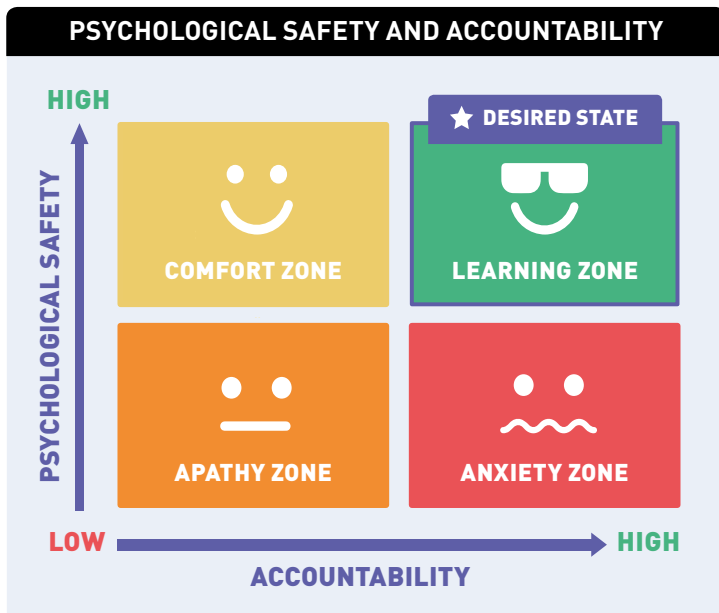 PSYCHOLOGICAL SAFETY AND ACCOUNTABILITY
HIGH
DESIRED STATE
PSYCHOLOGICAL SAFETY
COMFORT ZONE
LEARNING ZONE
APATHY ZONE
ANXIETY ZONE
LOW
HIGH
ACCOUNTABILITY